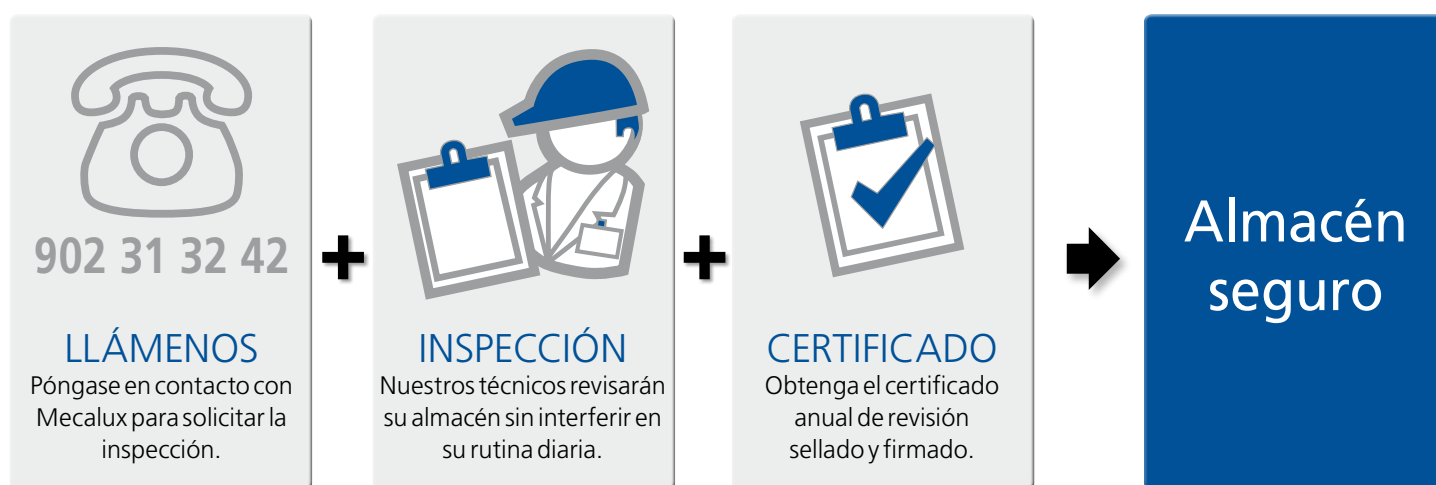 902 31 32 42
LLÁMENOS
Póngase en contacto con
Mecalux para solicitar la
inspección.
+
INSPECCIÓN
Nuestros técnicos revisarán
su almacén sin interferir en
su rutina diaria.
+
CERTIFICADO
Obtenga el certificado
anual de revisión
sellado y firmado.
Almacén
seguro